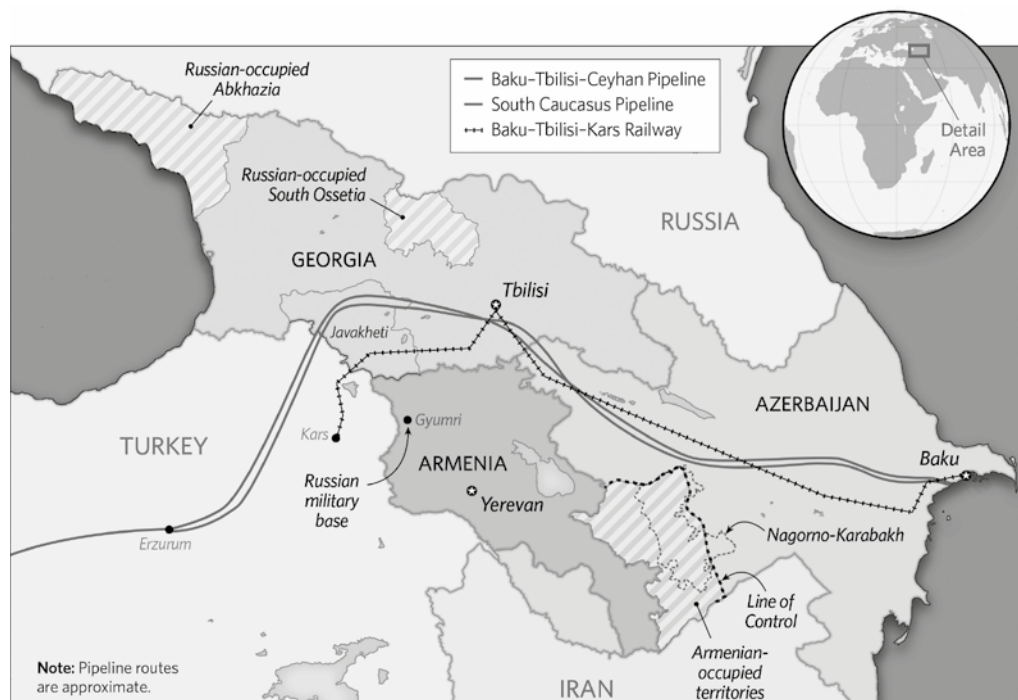 Russian-occupied
Abkhazia
Baku–Tbilisi–Ceyhan Pipeline
South Caucasus Pipeline
Baku–Tbilisi–Kars Railway
Detail
Area
Russian-occupied
South Ossetia
RUSSIA
GEORGIA
Tbilisi
Javakheti
AZERBAIJAN
TURKEY
Kars
Gyumri
ARMENIA
Baku
Russian
military
base
Yerevan
Nagorno-Karabakh
Erzurum
Line of
Control
Armenian-
occupied
territories
Note: Pipeline routes
are approximate.
IRAN